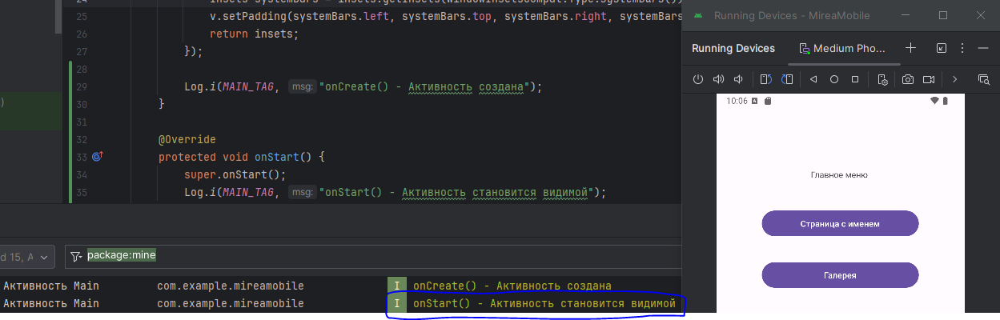 24 Insets systemBars = insets.getInsets(WindowInsetsCompat.Type.systemBars())
25 v.setPadding(systemBars.left, systemBars.top, systemBars.right, systemBars
26 return insets;
27 });
28
29 Log.i(MAIN_TAG, msg: "onCreate() - Активность создана");
30 }
31
32 @Override
33 protected void onStart() {
34 super.onStart();
35 Log.i(MAIN_TAG, msg: "onStart() - Активность становится видимой");
)
d 15, A
package:mine
Активность Main com.example.mireamobile I onCreate() - Активность создана
Активность Main com.example.mireamobile I onStart() - Активность становится видимой
Running Devices - MireaMobile
Running Devices Medium Pho...
10:06
Главное меню
Страница с именем
Галерея